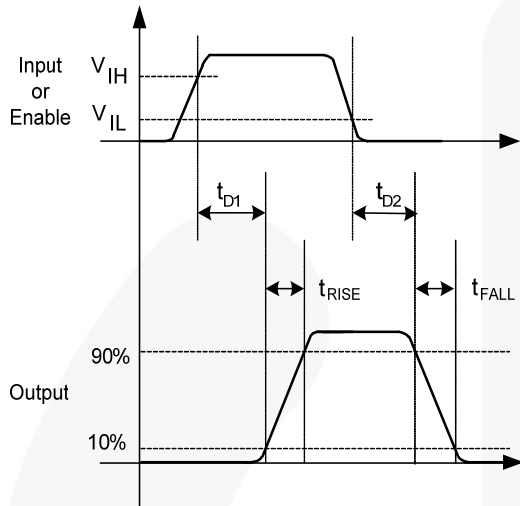 Input
or
Enable
V_IH
V_IL
t_D1
t_D2
t_RISE
t_FALL
90%
Output
10%